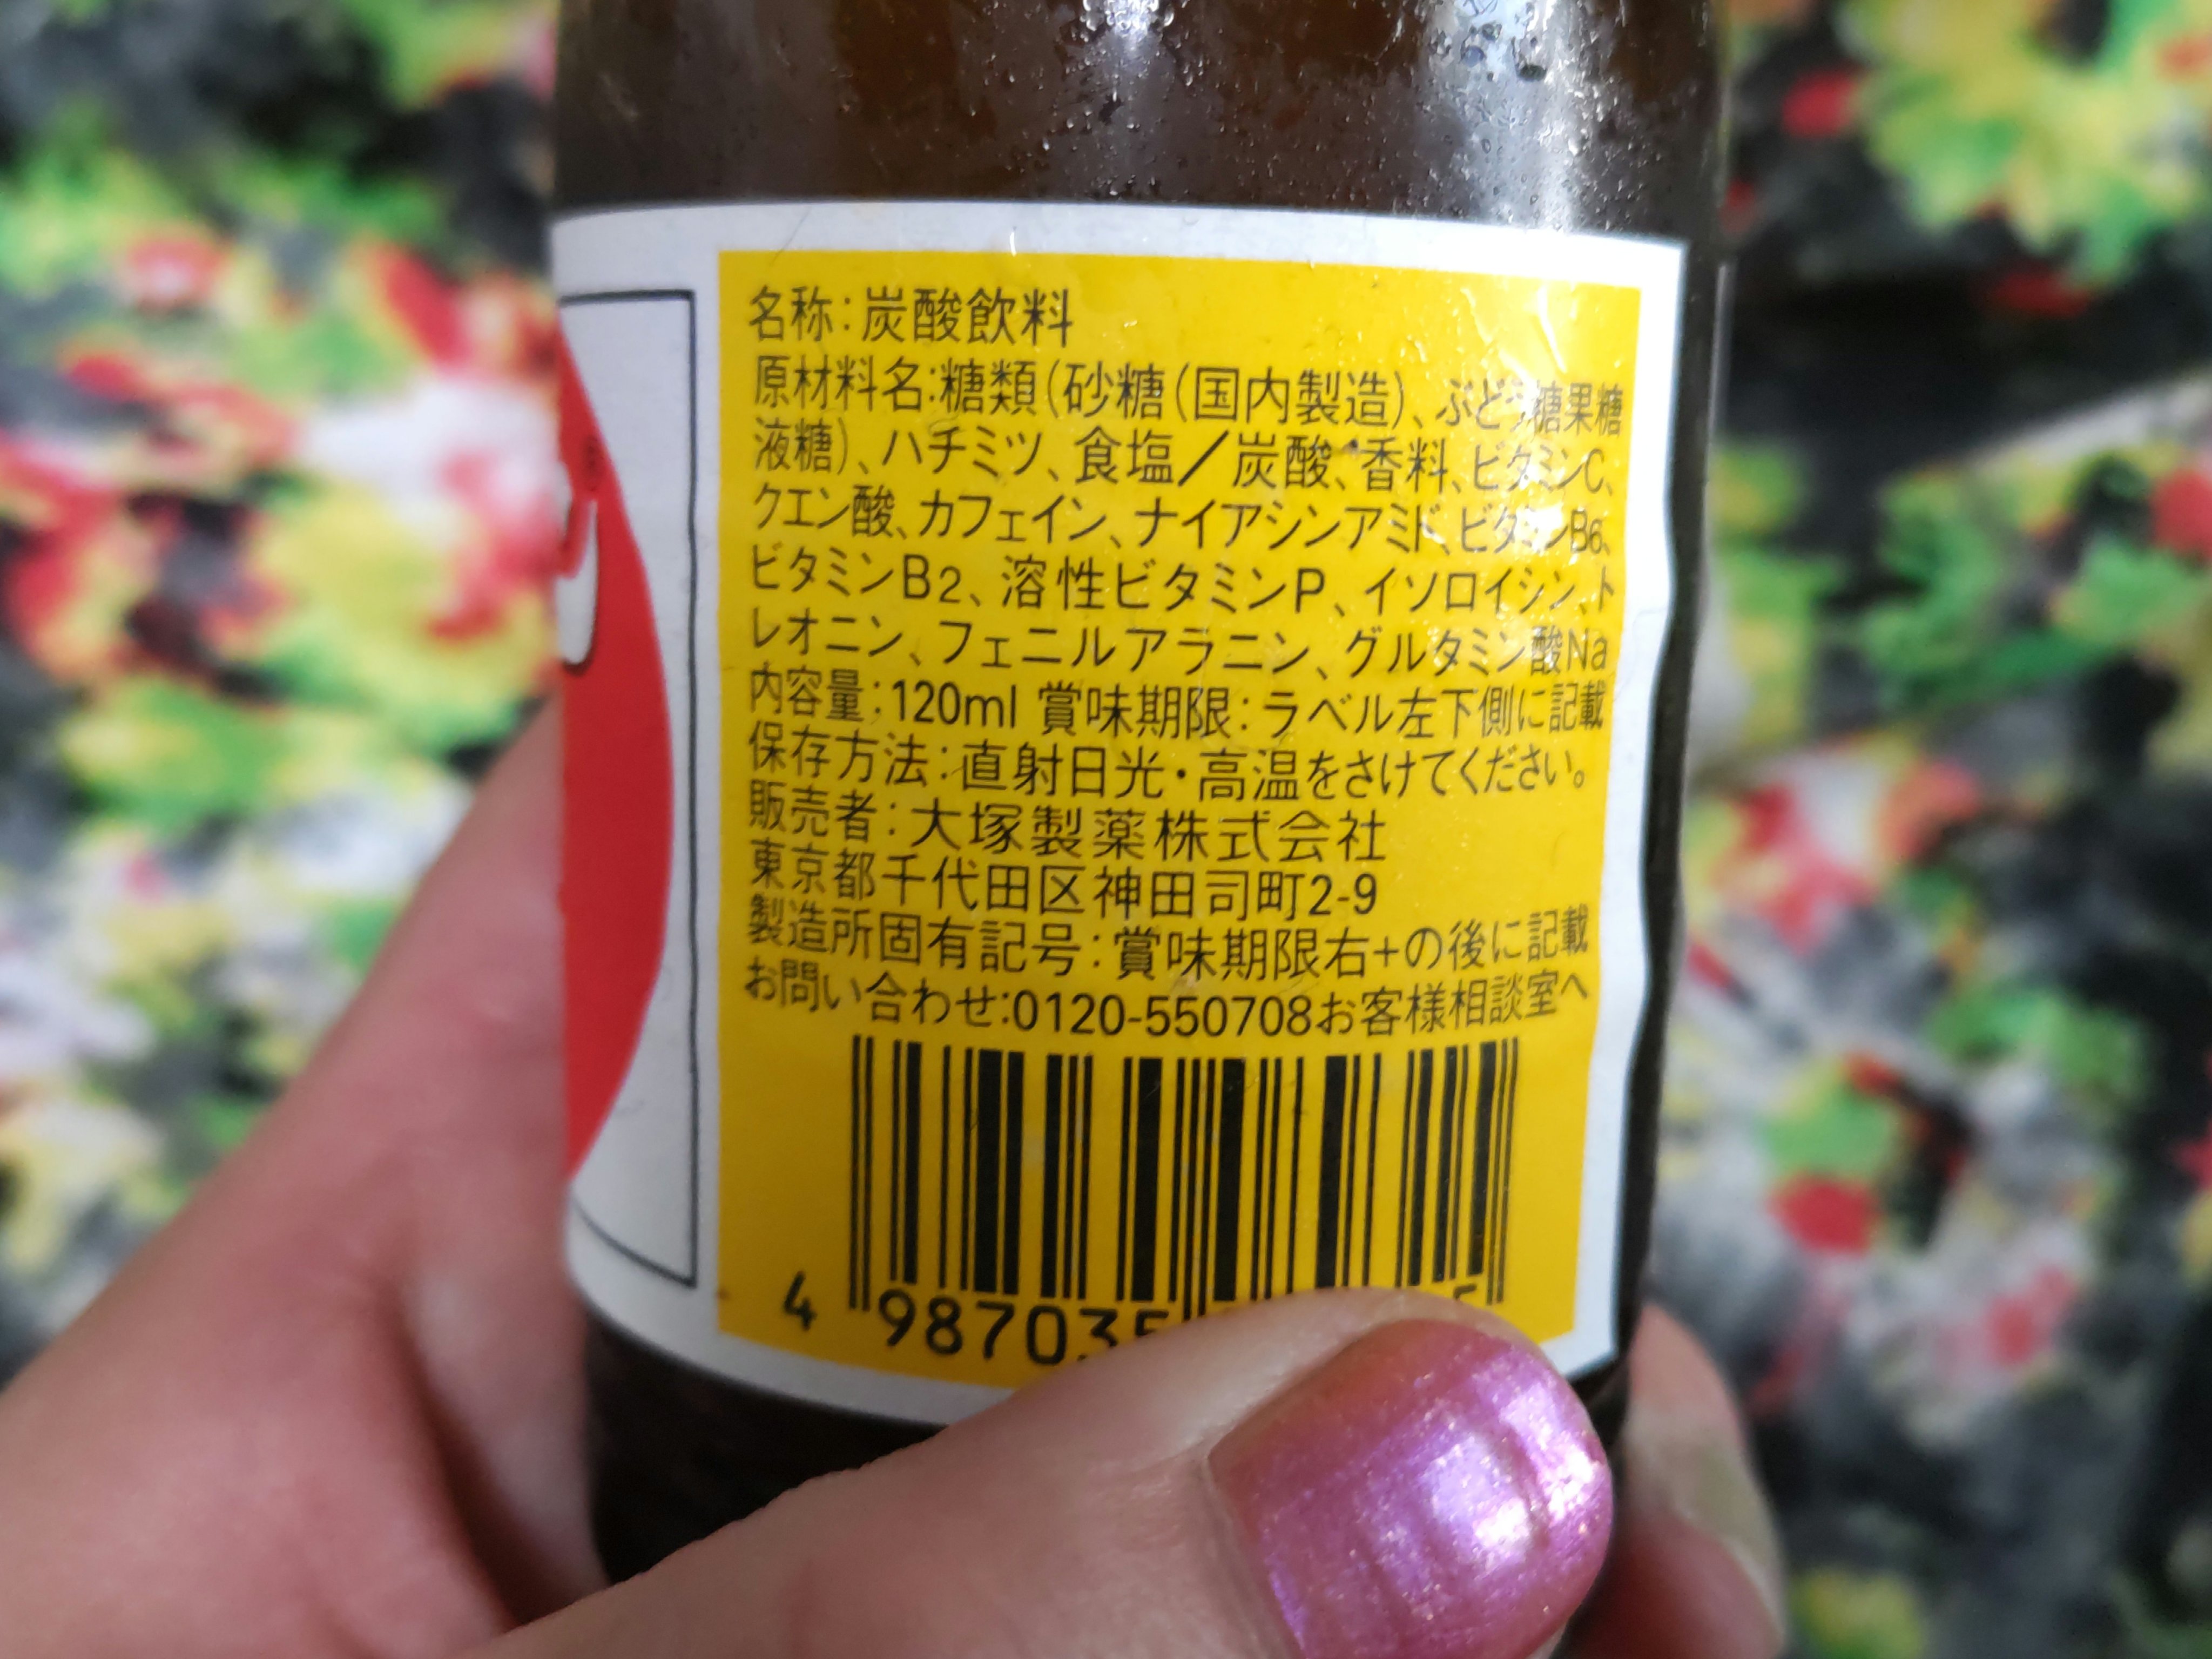 名称：炭酸飲料
原材料名：糖類（砂糖（国内製造）、ぶどう糖果糖
液糖）、ハチミツ、食塩／炭酸、香料、ビタミンC、
クエン酸、カフェイン、ナイアシンアミド、ビタミンB6、
ビタミンB2、溶性ビタミンP、イソロイシン、ト
レオニン、フェニルアラニン、グルタミン酸Na
内容量：120ml 賞味期限：ラベル左下側に記載
保存方法：直射日光・高温をさけてください。
販売者：大塚製薬株式会社
東京都千代田区神田司町2-9
製造所固有記号：賞味期限右+の後に記載
お問い合わせ：0120-550708お客様相談室へ
4 987035